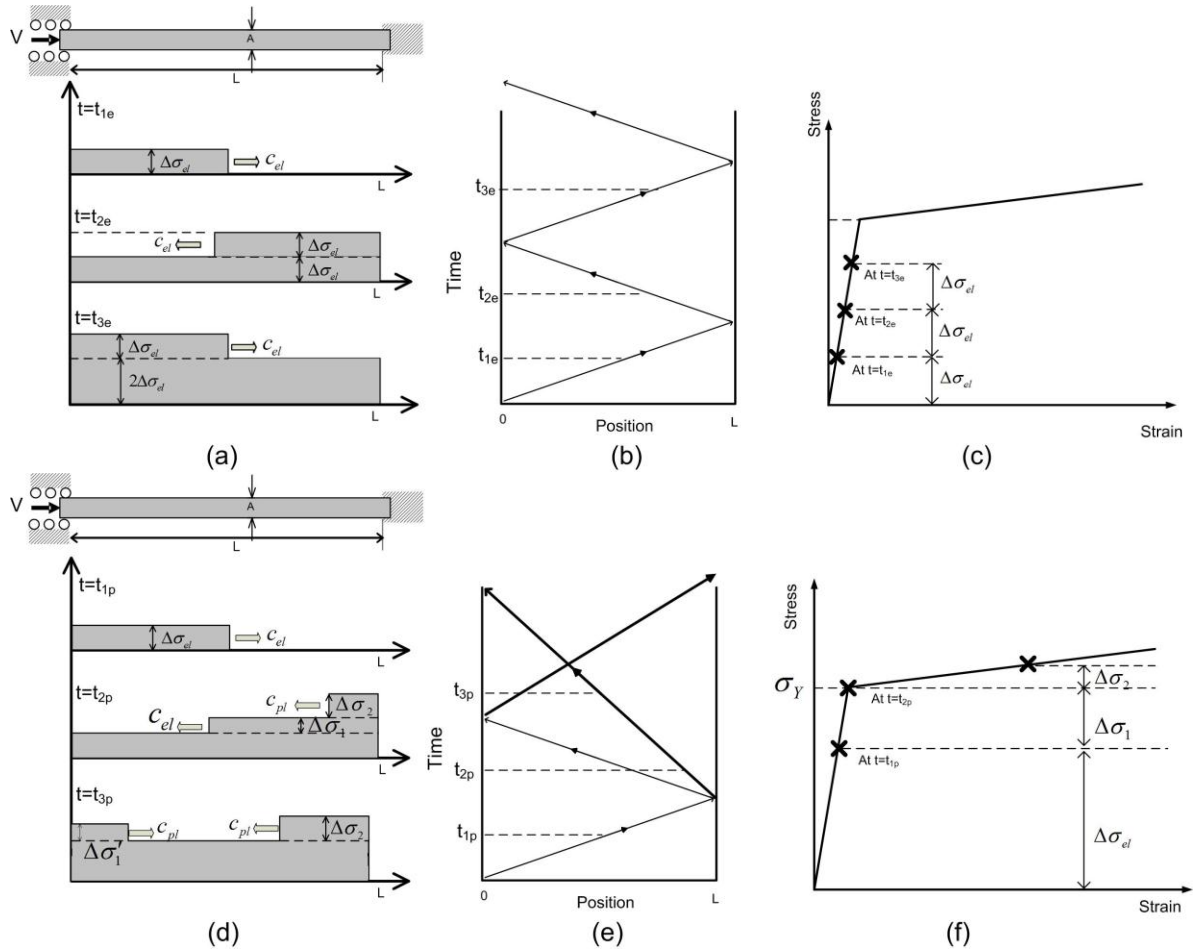 V
A
L
t=t1e
Δσel
cel
L
t=t2e
cel
Δσel
Δσel
L
t=t3e
Δσel
cel
2Δσel
L
(a)
Time
t3e
t2e
t1e
0
Position
L
(b)
Stress
At t=t3e
Δσel
At t=t2e
Δσel
At t=t1e
Δσel
Strain
(c)
V
A
L
t=t1p
Δσel
cel
L
t=t2p
cpl
Δσ2
cel
Δσ1
L
t=t3p
cpl
cpl
Δσ2
Δσ1'
L
(d)
Time
t3p
t2p
t1p
0
Position
L
(e)
Stress
σY
At t=t2p
Δσ2
Δσ1
At t=t1p
Δσel
Strain
(f)